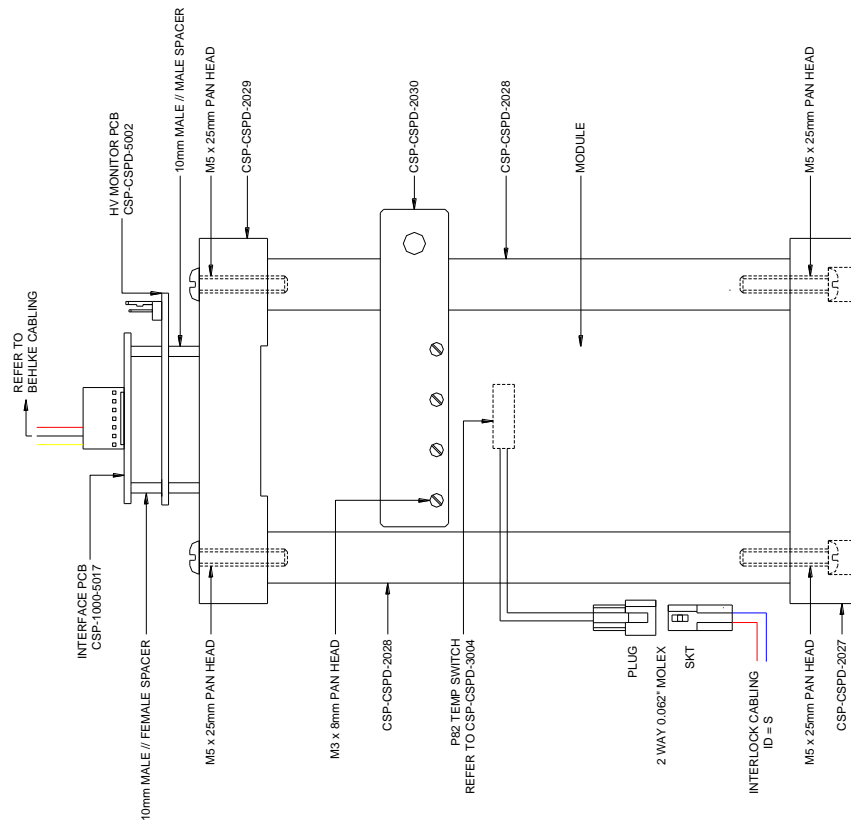 REFER TO
BEHLKE CABLING
HV MONITOR PCB
CSP-CSPD-5002
10mm MALE // MALE SPACER
M5 x 25mm PAN HEAD
CSP-CSPD-2029
CSP-CSPD-2030
CSP-CSPD-2028
MODULE
M5 x 25mm PAN HEAD
INTERFACE PCB
CSP-1000-5017
10mm MALE // FEMALE SPACER
M5 x 25mm PAN HEAD
M3 x 8mm PAN HEAD
CSP-CSPD-2028
P82 TEMP SWITCH
REFER TO CSP-CSPD-3004
PLUG
2 WAY 0.062" MOLEX
SKT
INTERLOCK CABLING
ID = S
M5 x 25mm PAN HEAD
CSP-CSPD-2027